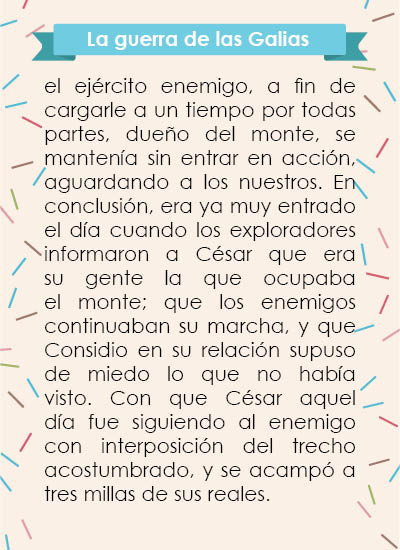 La guerra de las Galias
el ejército enemigo, a fin de
cargarle a un tiempo por todas
partes, dueño del monte, se
mantenía sin entrar en acción,
aguardando a los nuestros. En
conclusión, era ya muy entrado
el día cuando los exploradores
informaron a César que era
su gente la que ocupaba
el monte; que los enemigos
continuaban su marcha, y que
Considio en su relación supuso
de miedo lo que no había
visto. Con que César aquel
día fue siguiendo al enemigo
con interposición del trecho
acostumbrado, y se acampó a
tres millas de sus reales.